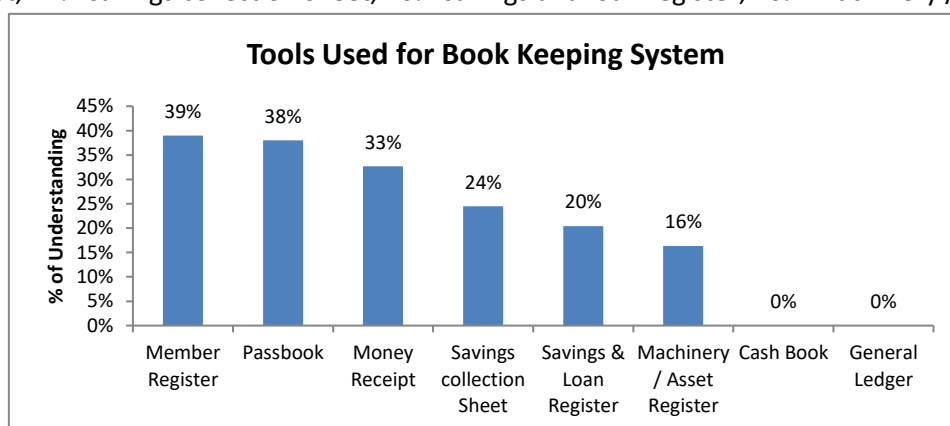 Tools Used for Book Keeping System
% of Understanding
45%
40%
35%
30%
25%
20%
15%
10%
5%
0%
39%
38%
33%
24%
20%
16%
0%
0%
Member
Register
Passbook
Money
Receipt
Savings
collection
Sheet
Savings &
Loan
Register
Machinery
/ Asset
Register
Cash Book
General
Ledger